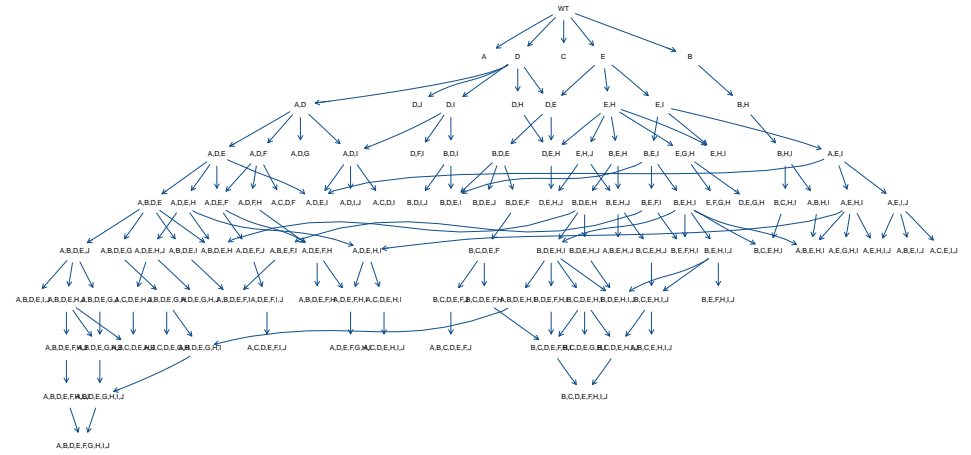 WT
A D C E B
A,D D,J D,I D,H D,E E,H E,I B,H
A,D,E A,D,F A,D,G A,D,I D,F,I B,D,I B,D,E D,E,H E,H,J B,E,H B,E,I E,G,H E,H,I B,H,I A,E,I
A,B,D,E A,D,E,H A,D,E,F A,D,F,H A,C,D,F A,D,E,I A,D,I,J A,C,D,I B,D,I,J B,D,E,I B,D,E,J B,D,E,F D,E,H,J B,D,E,H B,E,H,J B,E,F,I B,E,H,I E,F,G,H D,E,G,H B,C,H,I A,B,H,I A,E,H,I A,E,I,J
A,B,D,E,J A,B,D,E,G A,D,E,H,J A,B,D,E,I A,B,D,E,H A,D,E,F,J A,B,E,F,I A,D,E,F,H A,D,E,H,I B,C,D,E,F B,D,E,H,I B,D,E,H,J A,B,E,H,J B,C,E,H,J B,E,F,H,I B,E,H,I,J B,C,E,H,I A,B,E,H,I A,E,G,H,I A,E,H,I,J A,B,E,I,J A,C,E,I,J
A,B,D,E,F,I A,D,E,F,I,J A,C,D,E,H,I B,E,F,H,I,J
A,C,D,E,F,I,J A,B,C,D,E,F,J
B,C,D,E,F,H,I,J
A,B,D,E,F,G,H,I,J